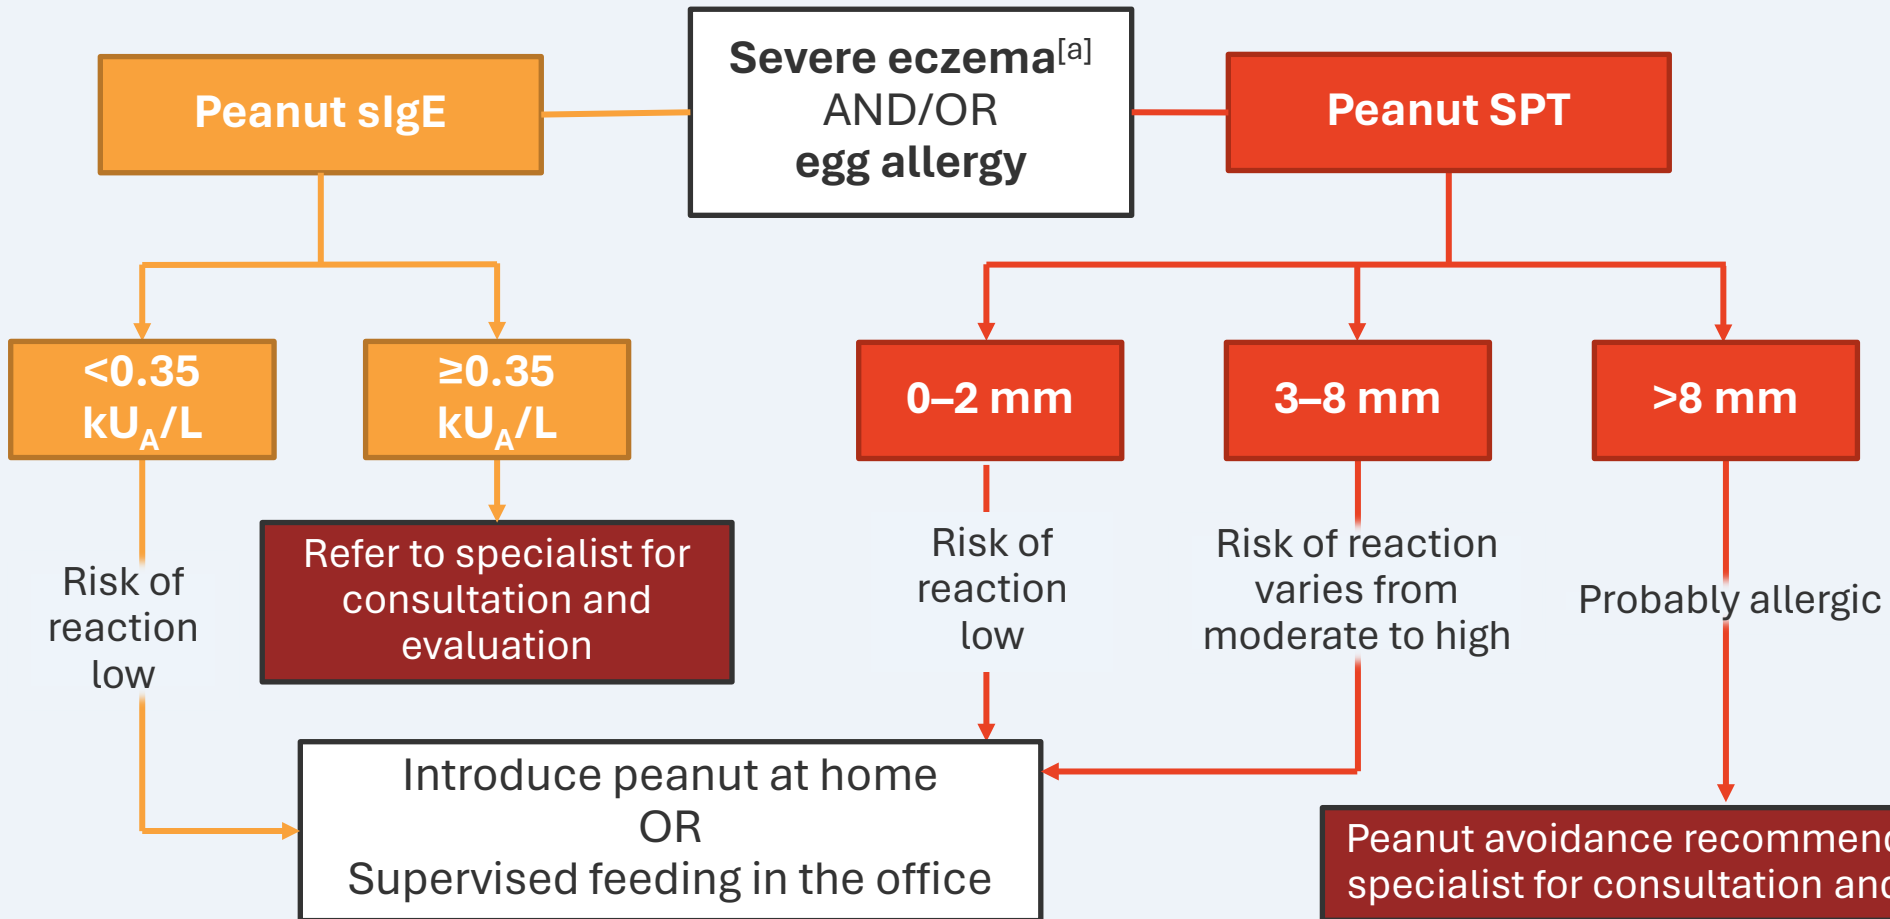 Severe eczema[a]
AND/OR
egg allergy
Peanut sIgE
Peanut SPT
<0.35
kUA/L
≥0.35
kUA/L
0–2 mm
3–8 mm
>8 mm
Risk of
reaction
low
Refer to specialist for
consultation and
evaluation
Risk of
reaction
low
Risk of reaction
varies from
moderate to high
Probably allergic
Introduce peanut at home
OR
Supervised feeding in the office
Peanut avoidance
specialist for consultation